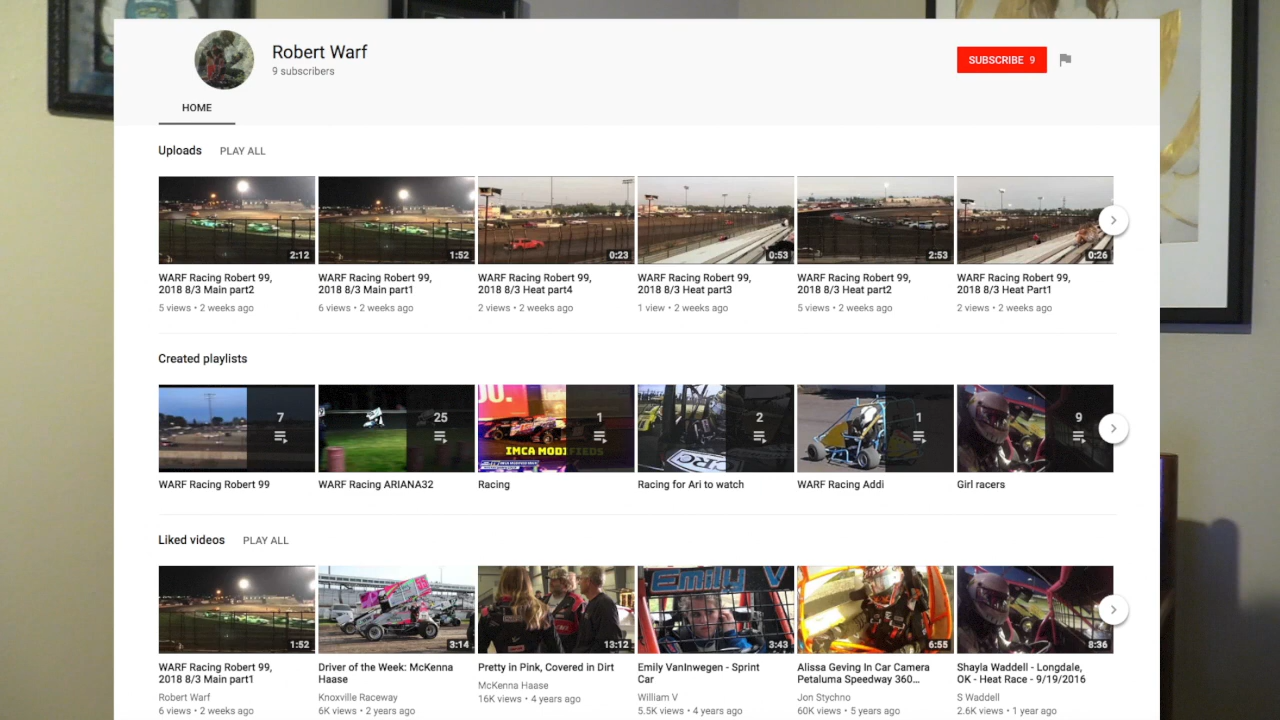 Robert Warf
9 subscribers
SUBSCRIBE 9
HOME
Uploads PLAY ALL
2:12 1:52 0:23 0:53 2:53 0:26
WARF Racing Robert 99, 2018 8/3 Main part2
5 views • 2 weeks ago
WARF Racing Robert 99, 2018 8/3 Main part1
6 views • 2 weeks ago
WARF Racing Robert 99, 2018 8/3 Heat part4
2 views • 2 weeks ago
WARF Racing Robert 99, 2018 8/3 Heat part3
1 view • 2 weeks ago
WARF Racing Robert 99, 2018 8/3 Heat part2
5 views • 2 weeks ago
WARF Racing Robert 99, 2018 8/3 Heat Part1
2 views • 2 weeks ago
Created playlists
7 25 1 2 1 9
IMCA MODIFIEDS
CRC
WARF Racing Robert 99
WARF Racing ARIANA32
Racing
Racing for Ari to watch
WARF Racing Addi
Girl racers
Liked videos PLAY ALL
Emily V
1:52 3:14 13:12 3:43 6:55 8:36
WARF Racing Robert 99, 2018 8/3 Main part1
Robert Warf
6 views • 2 weeks ago
Driver of the Week: McKenna Haase
Knoxville Raceway
6K views • 2 years ago
Pretty in Pink, Covered in Dirt
McKenna Haase
16K views • 4 years ago
Emily VanInwegen - Sprint Car
William V
5.5K views • 4 years ago
Alissa Geving In Car Camera Petaluma Speedway 360...
Jon Stychno
60K views • 5 years ago
Shayla Waddell - Longdale, OK - Heat Race - 9/19/2016
S Waddell
2.6K views • 1 year ago